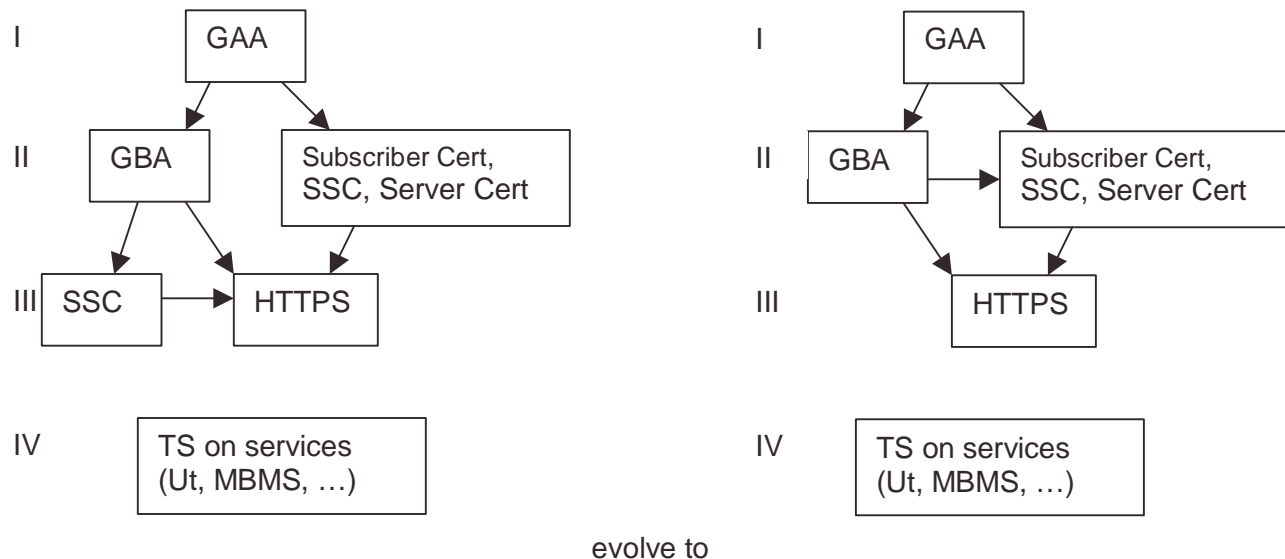 I
GAA
II
GBA
Subscriber Cert,
SSC, Server Cert
III
SSC
HTTPS
IV
TS on services
(Ut, MBMS, …)
I
GAA
II
GBA
Subscriber Cert,
SSC, Server Cert
III
HTTPS
IV
TS on services
(Ut, MBMS, …)
evolve to